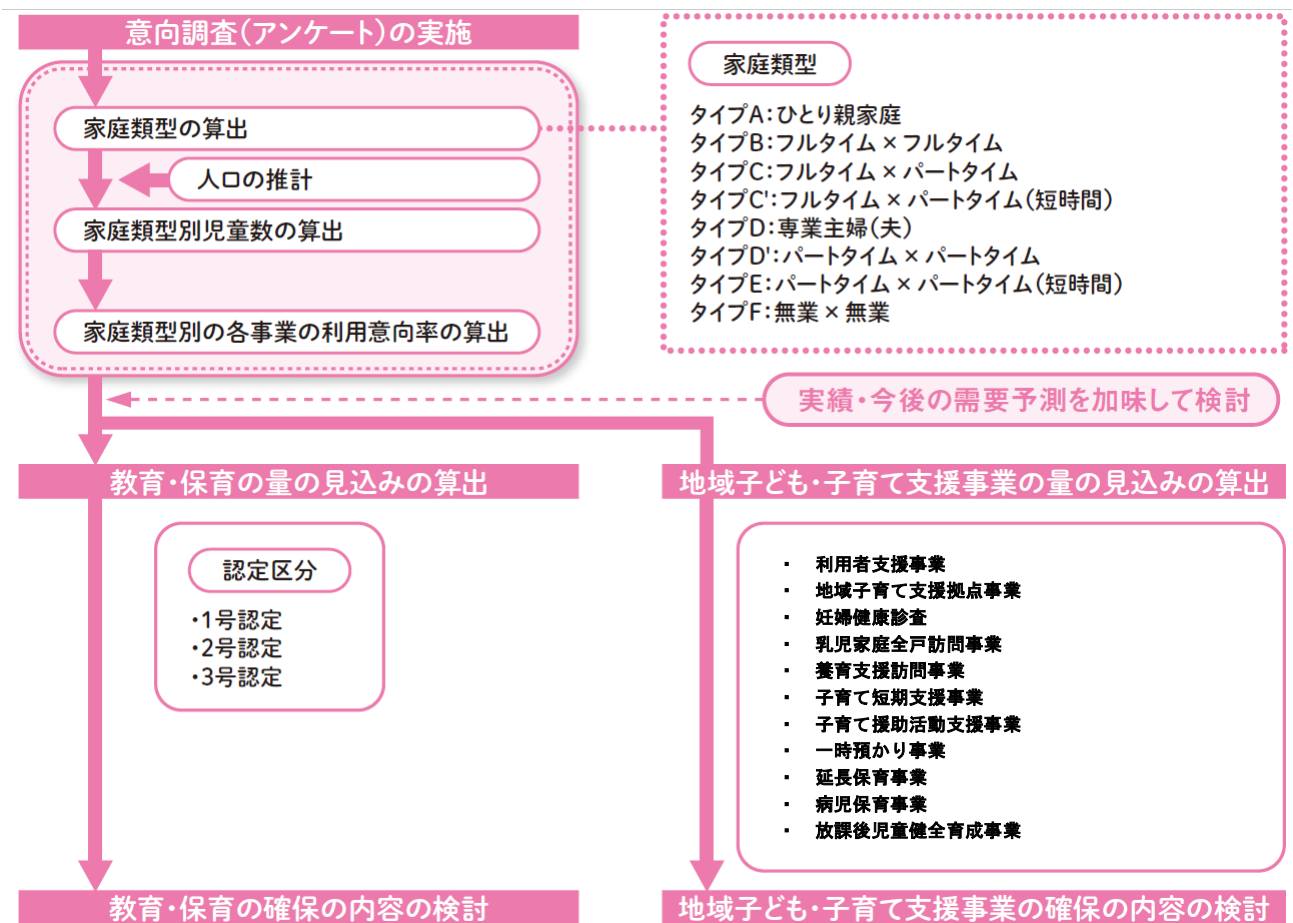 意向調査(アンケート)の実施
家庭類型の算出
人口の推計
家庭類型別児童数の算出
家庭類型別の各事業の利用意向率の算出
家庭類型
タイプA:ひとり親家庭
タイプB:フルタイム×フルタイム
タイプC:フルタイム×パートタイム
タイプC':フルタイム×パートタイム(短時間)
タイプD:専業主婦(夫)
タイプD':パートタイム×パートタイム
タイプE:パートタイム×パートタイム(短時間)
タイプF:無業×無業
実績・今後の需要予測を加味して検討
教育・保育の量の見込みの算出
認定区分
・1号認定
・2号認定
・3号認定
教育・保育の確保の内容の検討
地域子ども・子育て支援事業の量の見込みの算出
・ 利用者支援事業
・ 地域子育て支援拠点事業
・ 妊婦健康診査
・ 乳児家庭全戸訪問事業
・ 養育支援訪問事業
・ 子育て短期支援事業
・ 子育て援助活動支援事業
・ 一時預かり事業
・ 延長保育事業
・ 病児保育事業
・ 放課後児童健全育成事業
地域子ども・子育て支援事業の確保の内容の検討